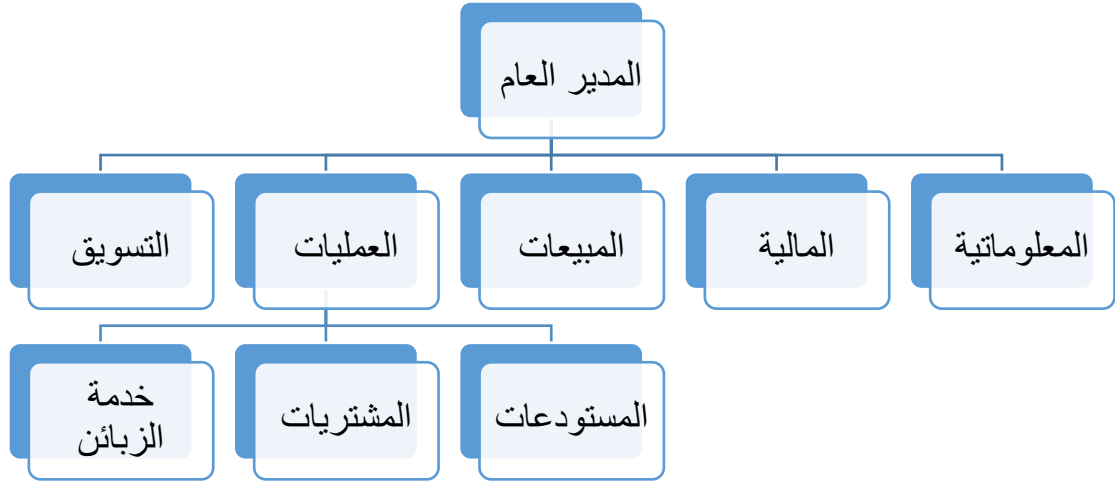 المدير العام
المعلوماتية
المالية
المبيعات
العمليات
التسويق
المستودعات
المشتريات
خدمة
الزبائن